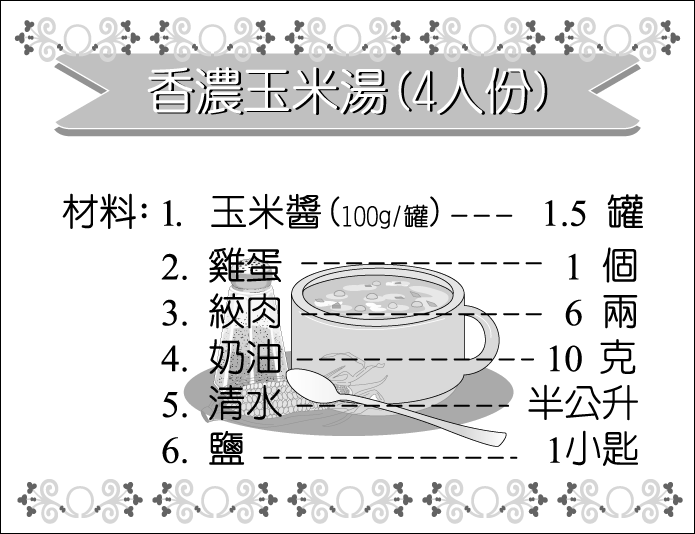 香濃玉米湯(4人份)
材料: 1. 玉米醬(100g/罐)--- 1.5 罐
2. 雞蛋 ---------- 1 個
3. 絞肉 ---------- 6 兩
4. 奶油 ---------- 10 克
5. 清水 ---------- 半公升
6. 鹽 ------------ 1小匙